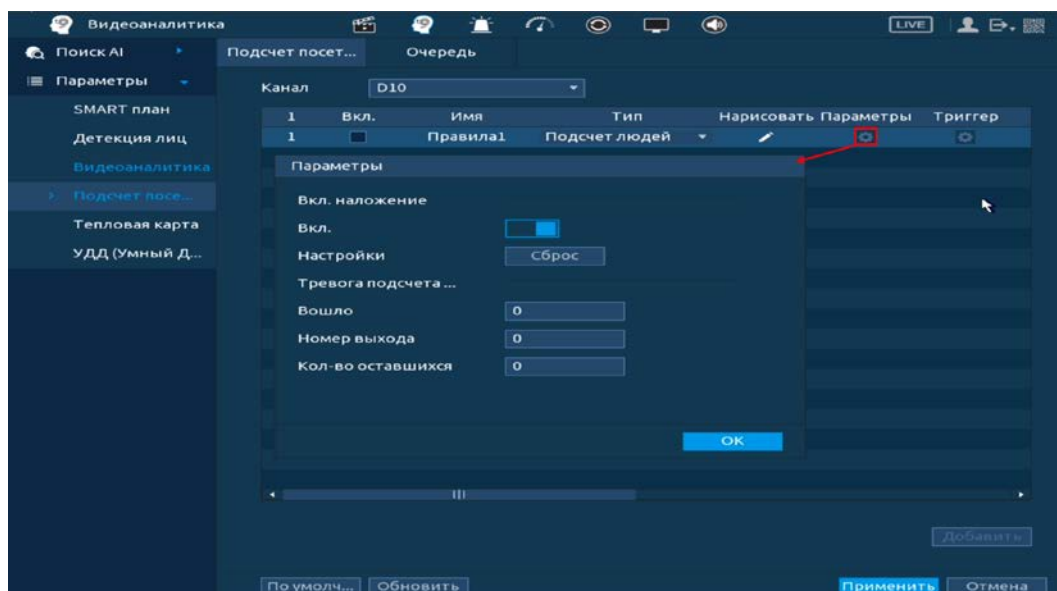 Видеоаналитика
LIVE
Поиск AI
Подсчет посет...
Очередь
Параметры
Канал
D10
SMART план
1 Вкл. Имя Тип Нарисовать Параметры Триггер
Детекция лиц
1 Правила1 Подсчет людей
Видеоаналитика
Параметры
Подсчет посе...
Вкл. наложение
Тепловая карта
Вкл.
УДД (Умный Д...
Настройки
Сброс
Тревога подсчета ...
Вошло
0
Номер выхода
0
Кол-во оставшихся
0
OK
Добавить
По умолч...
Обновить
Применить
Отмена